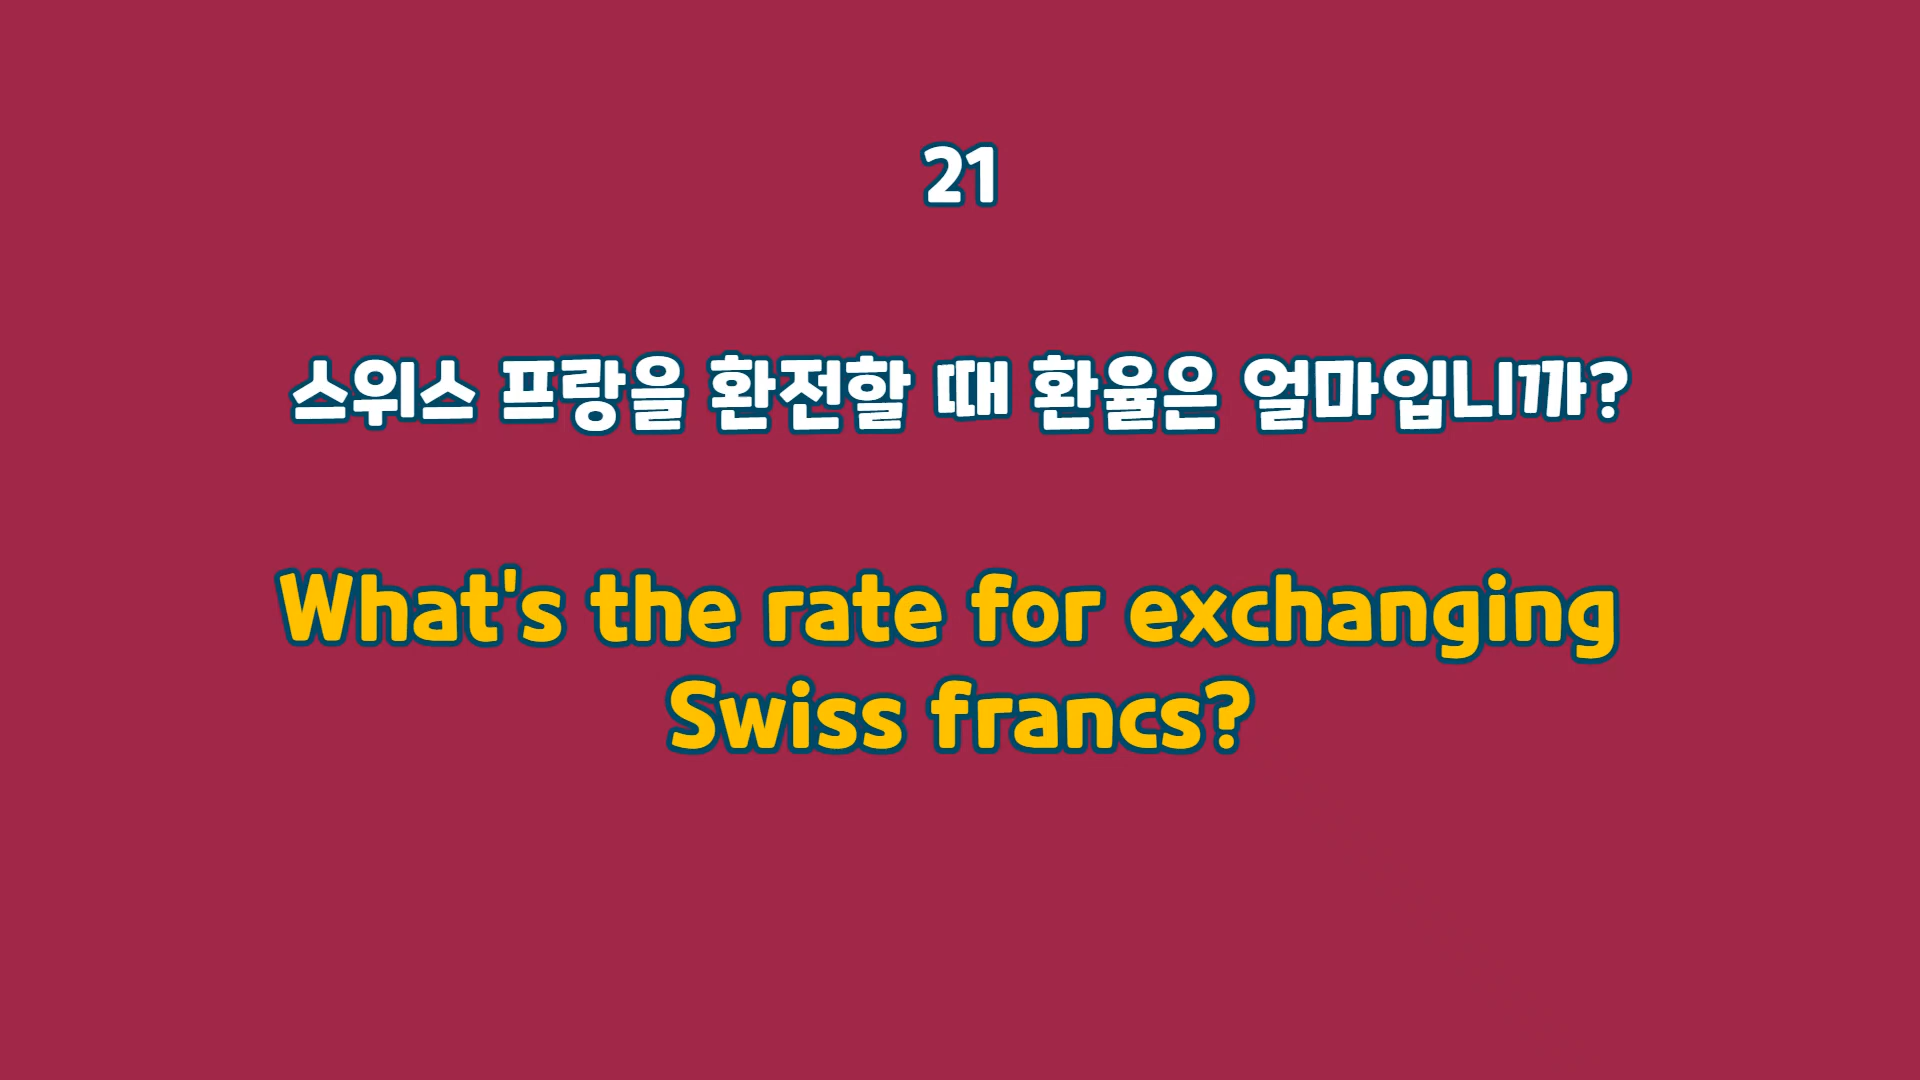 21
스위스 프랑을 환전할 때 환율은 얼마입니까?
What's the rate for exchanging
Swiss francs?